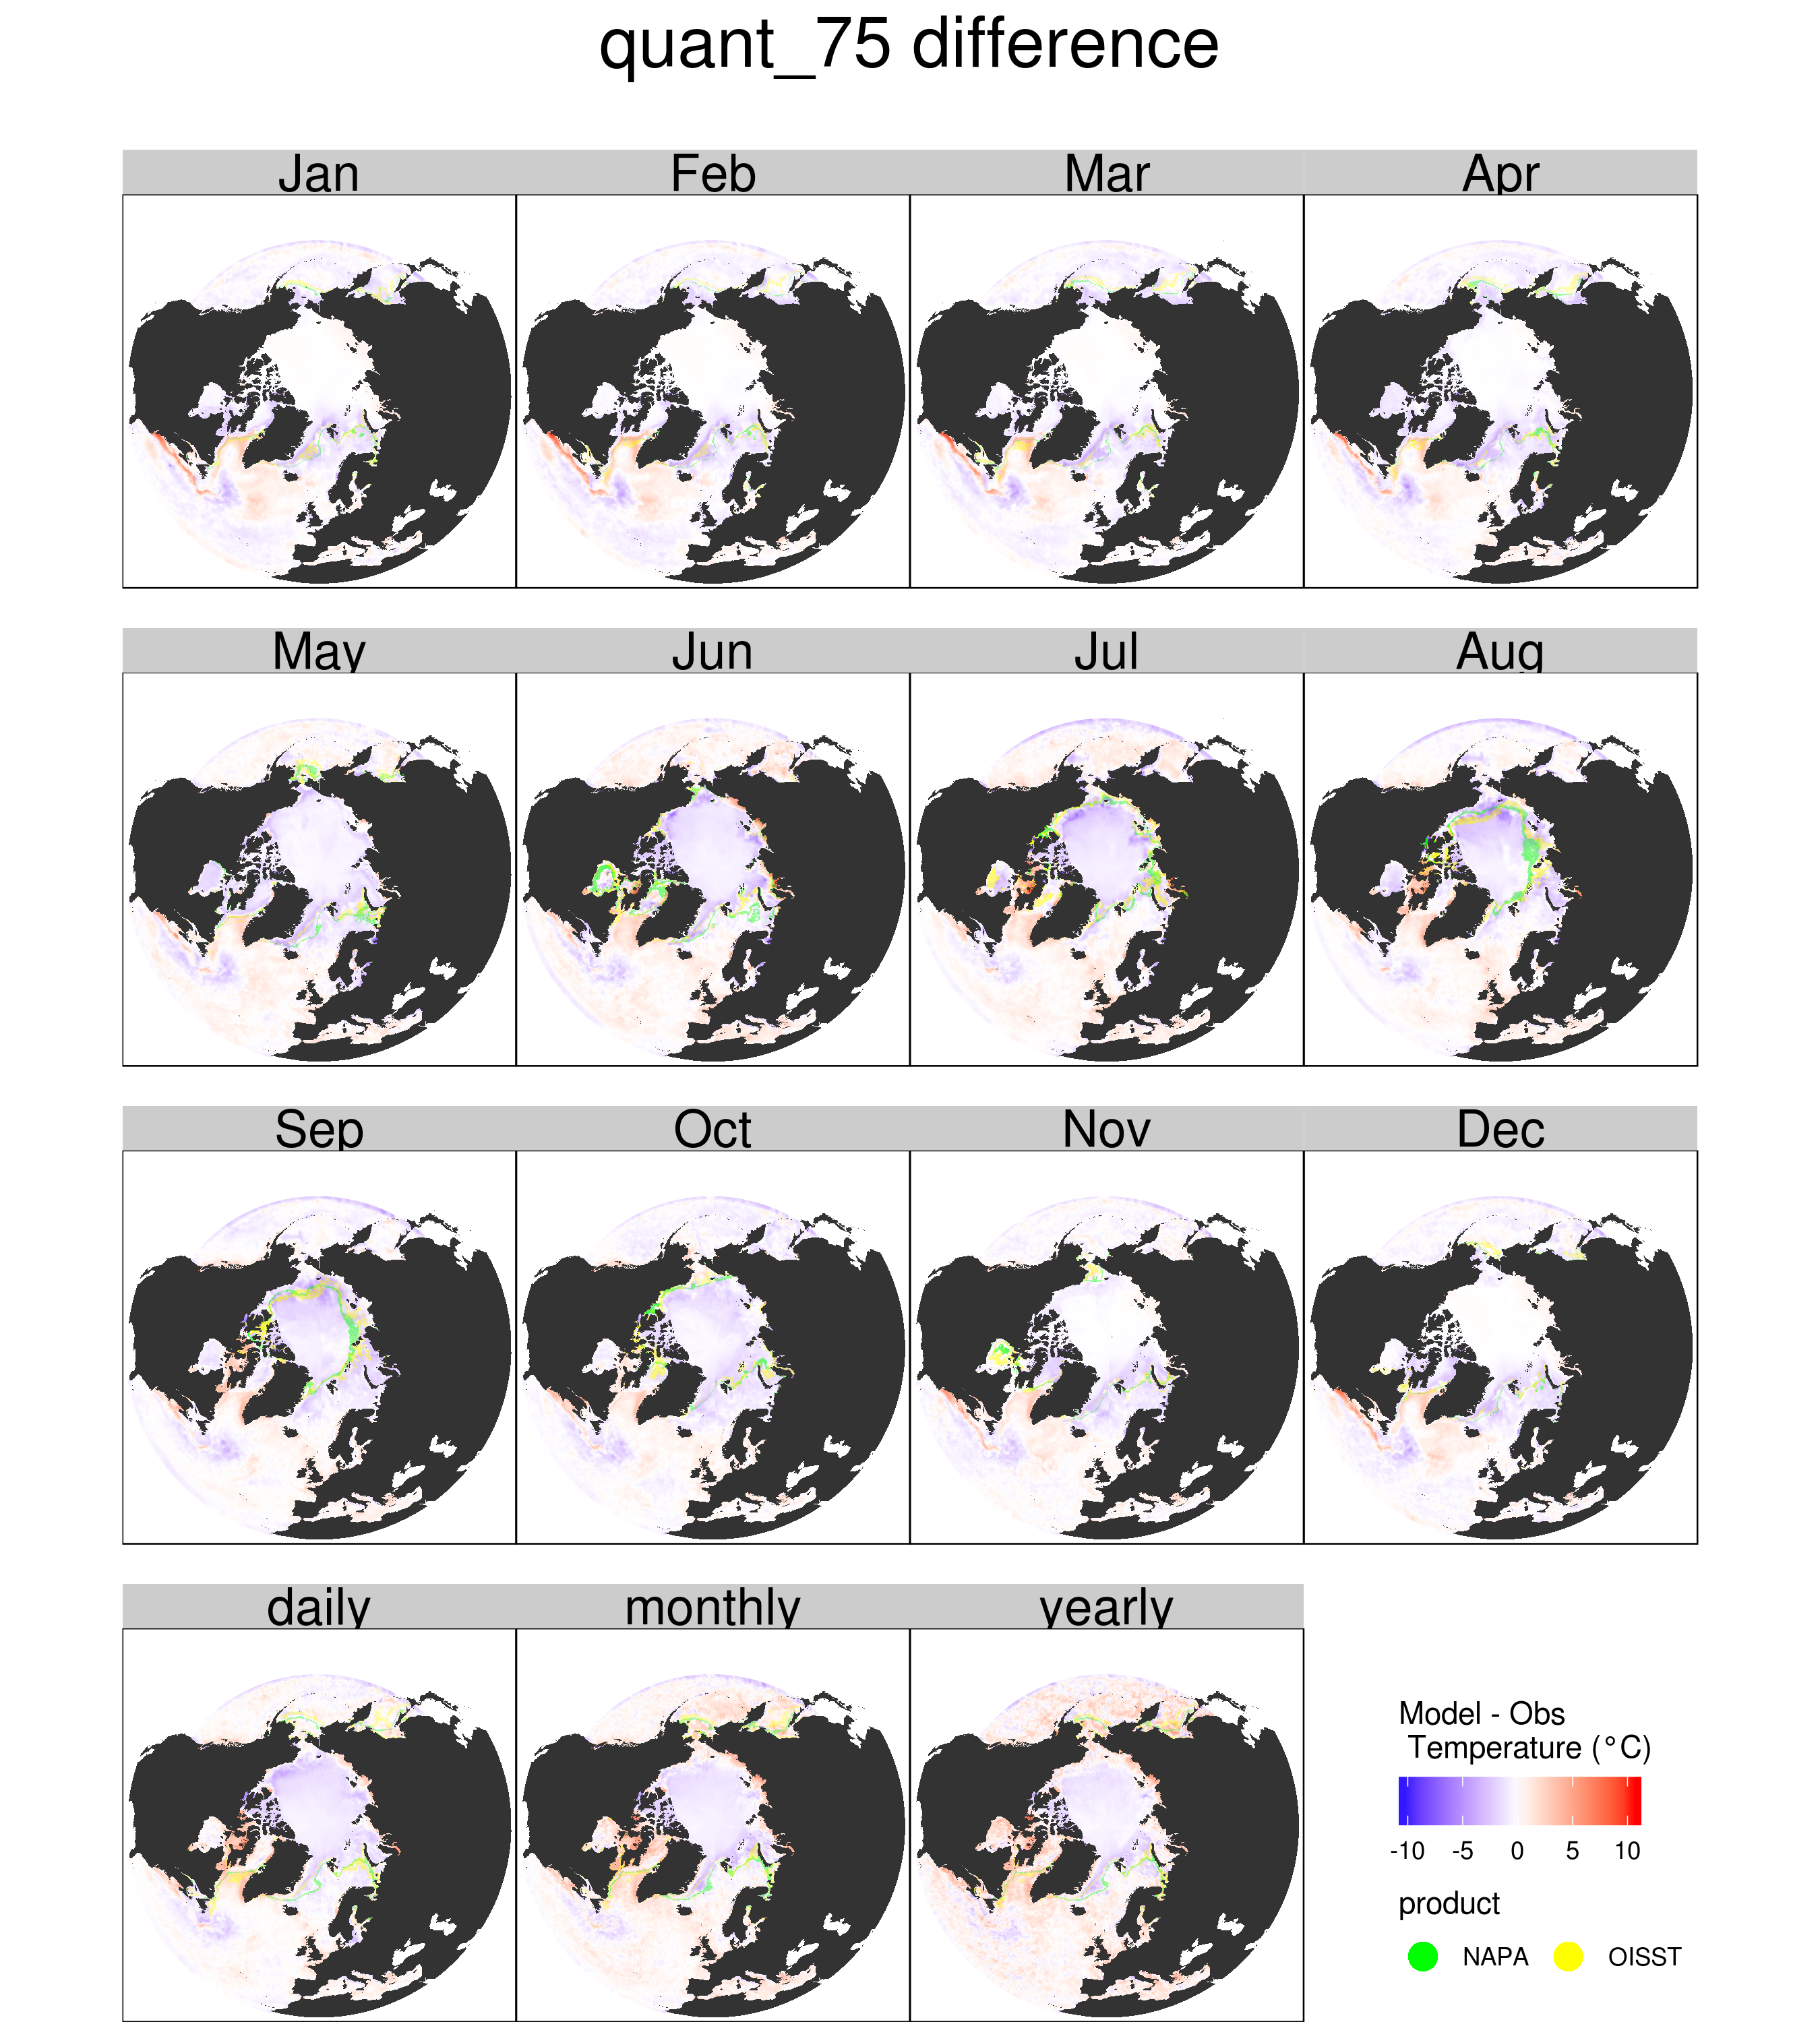 quant_75 difference
Jan Feb Mar Apr
May Jun Jul Aug
Sep Oct Nov Dec
daily monthly yearly
Model - Obs
Temperature (°C)
-10 -5 0 5 10
product
NAPA OISST